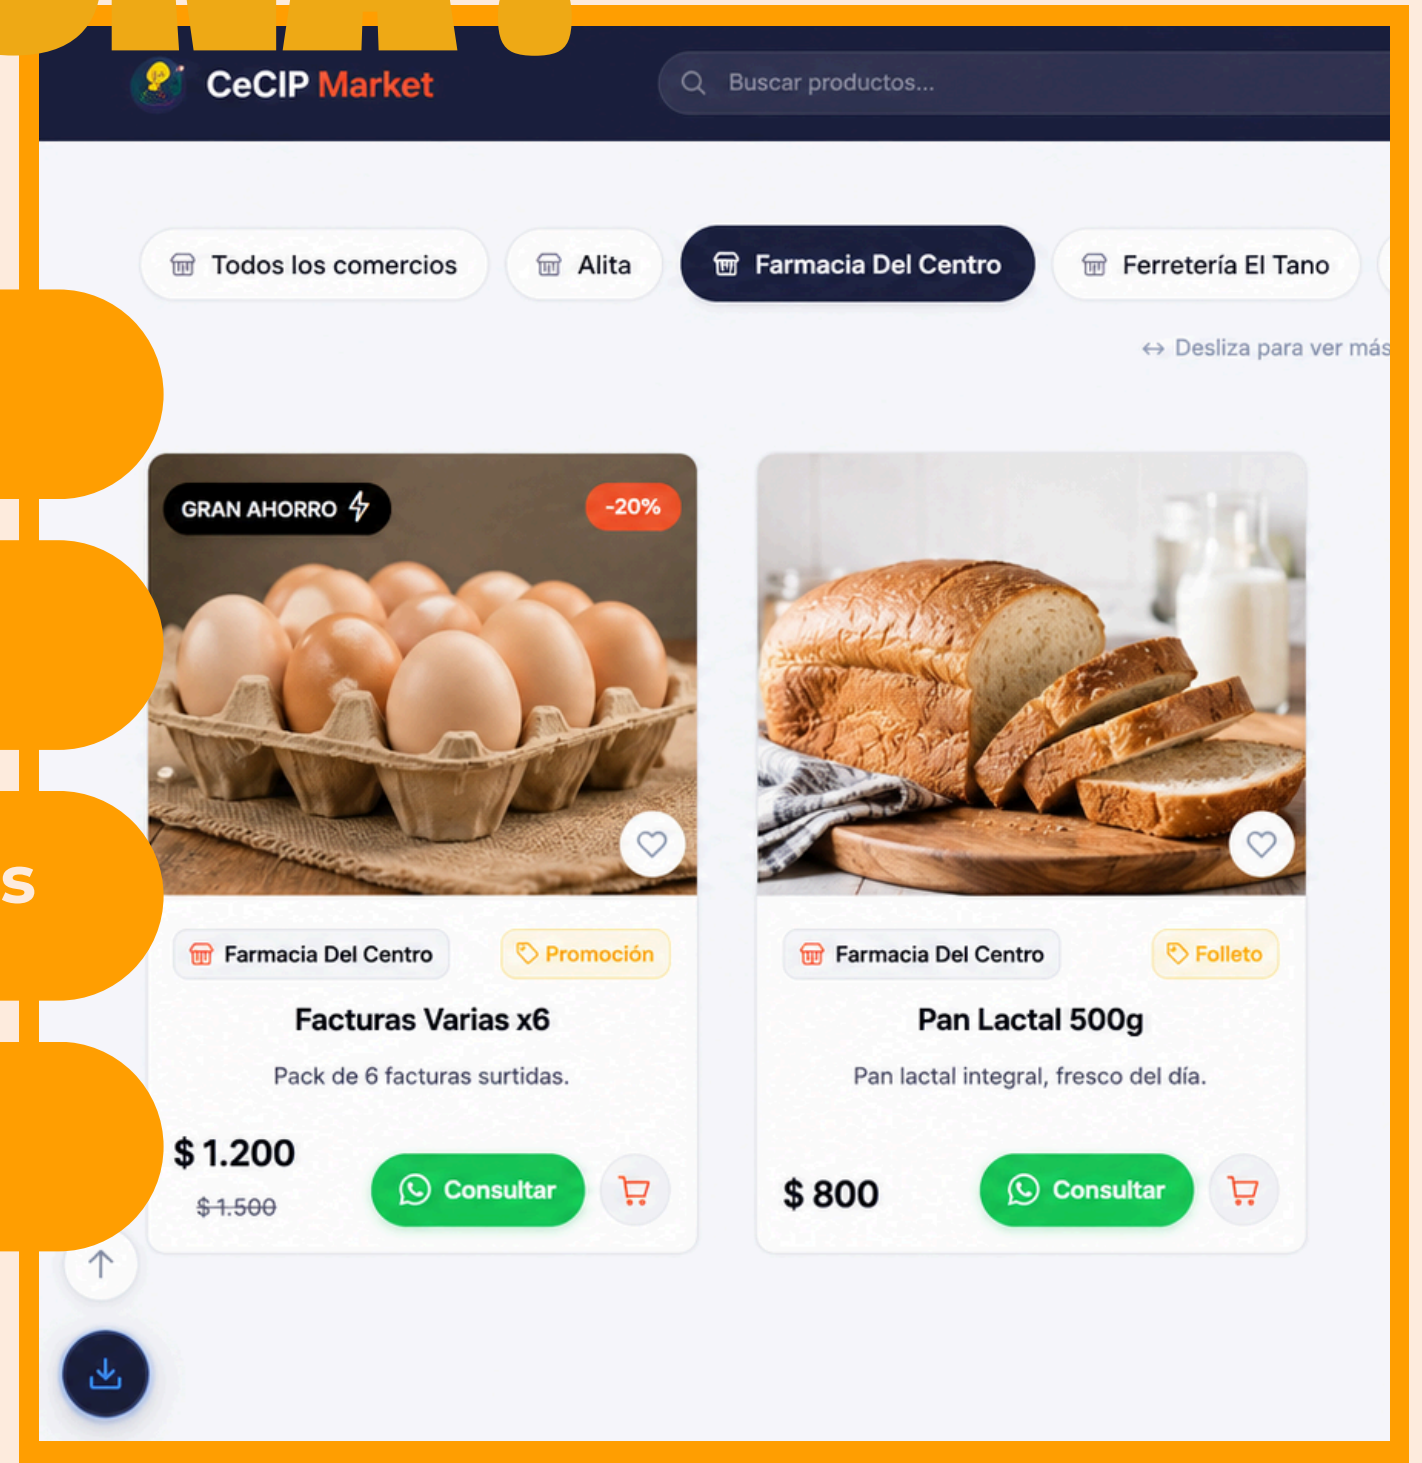 CeCIP Market
Buscar productos...
Todos los comercios
Alita
Farmacia Del Centro
Ferretería El Tano
↔ Desliza para ver más
GRAN AHORRO
-20%
Farmacia Del Centro
Promoción
Facturas Varias x6
Pack de 6 facturas surtidas.
$ 1.200
$ 1.500
Consultar
Farmacia Del Centro
Folleto
Pan Lactal 500g
Pan lactal integral, fresco del día.
$ 800
Consultar
s